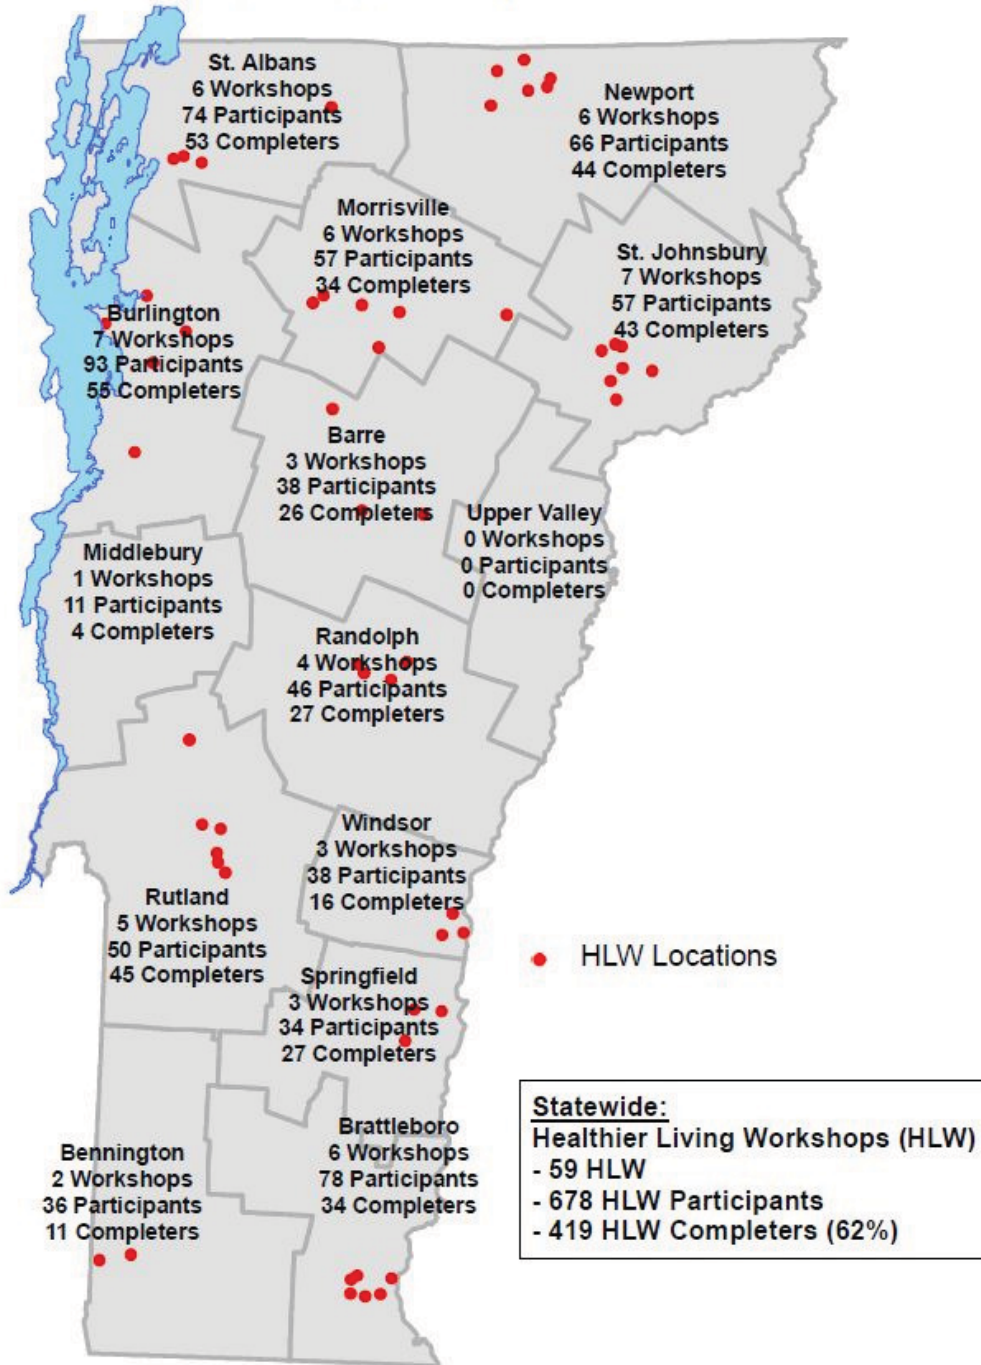 St. Albans
6 Workshops
74 Participants
53 Completers
Newport
6 Workshops
66 Participants
44 Completers
Morrisville
6 Workshops
57 Participants
34 Completers
St. Johnsbury
7 Workshops
57 Participants
43 Completers
Burlington
7 Workshops
93 Participants
55 Completers
Barre
3 Workshops
38 Participants
26 Completers
Upper Valley
0 Workshops
0 Participants
0 Completers
Middlebury
1 Workshops
11 Participants
4 Completers
Randolph
4 Workshops
46 Participants
27 Completers
Windsor
3 Workshops
38 Participants
16 Completers
Rutland
5 Workshops
50 Participants
45 Completers
HLW Locations
Springfield
3 Workshops
34 Participants
27 Completers
Brattleboro
6 Workshops
78 Participants
34 Completers
Bennington
2 Workshops
36 Participants
11 Completers
Statewide:
Healthier Living Workshops (HLW)
- 59 HLW
- 678 HLW Participants
- 419 HLW Completers (62%)